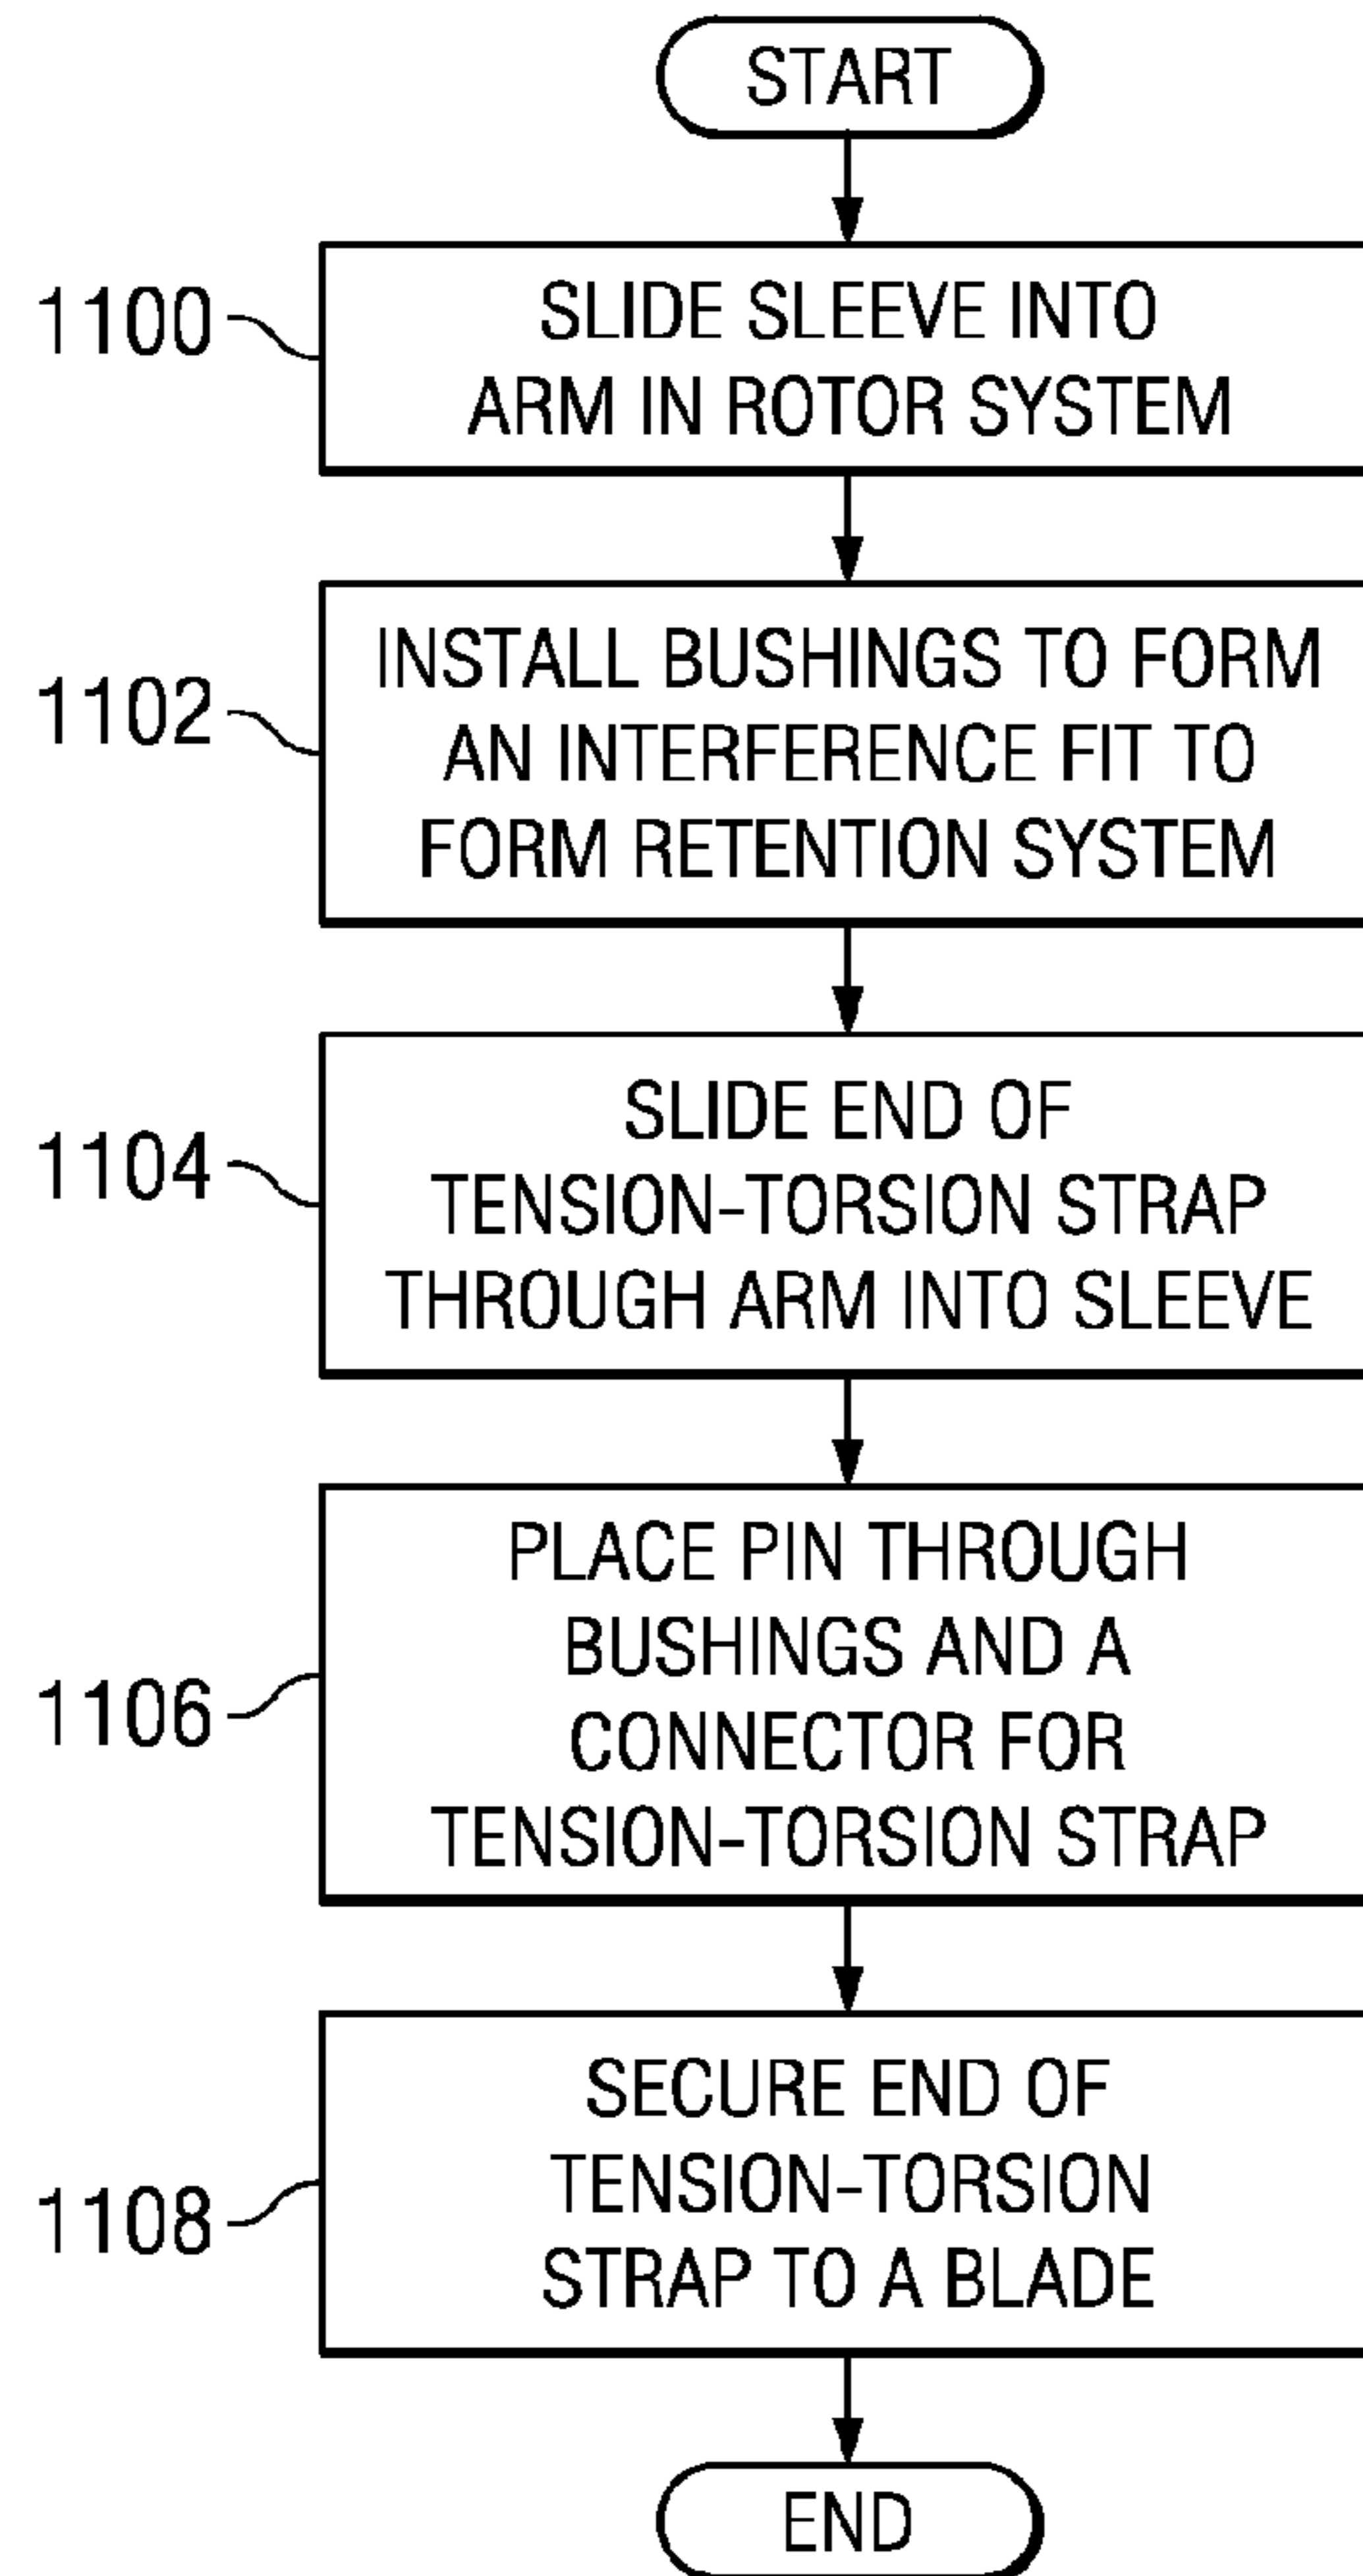 START
1100
SLIDE SLEEVE INTO
ARM IN ROTOR SYSTEM
1102
INSTALL BUSHINGS TO FORM
AN INTERFERENCE FIT TO
FORM RETENTION SYSTEM
1104
SLIDE END OF
TENSION-TORSION STRAP
THROUGH ARM INTO SLEEVE
1106
PLACE PIN THROUGH
BUSHINGS AND A
CONNECTOR FOR
TENSION-TORSION STRAP
1108
SECURE END OF
TENSION-TORSION
STRAP TO A BLADE
END